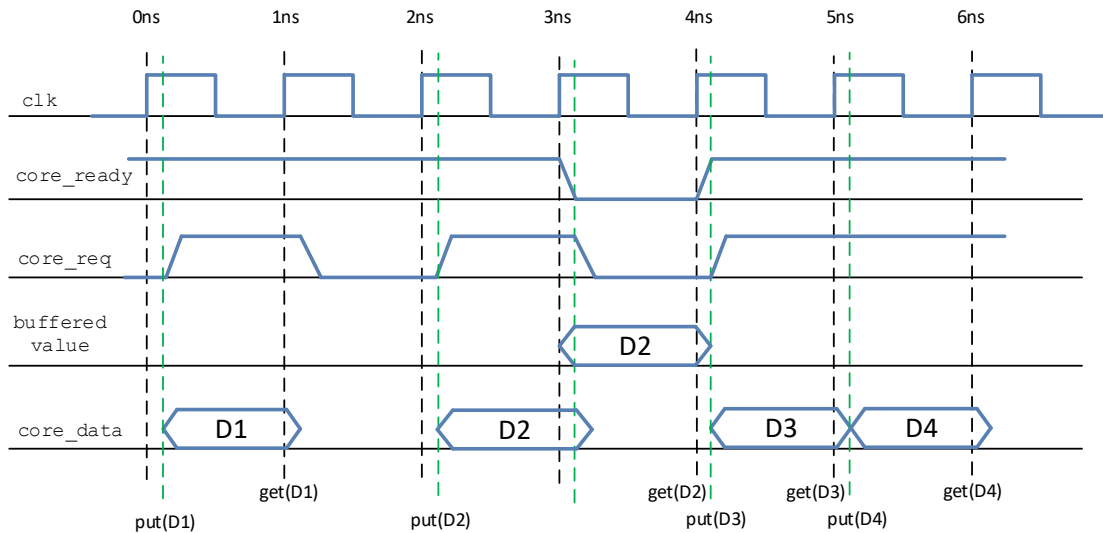 0ns 1ns 2ns 3ns 4ns 5ns 6ns
clk
core_ready
core_req
buffered
value
D2
core_data D1 D2 D3 D4
get(D1) get(D2) get(D3) get(D4)
put(D1) put(D2) put(D3) put(D4)